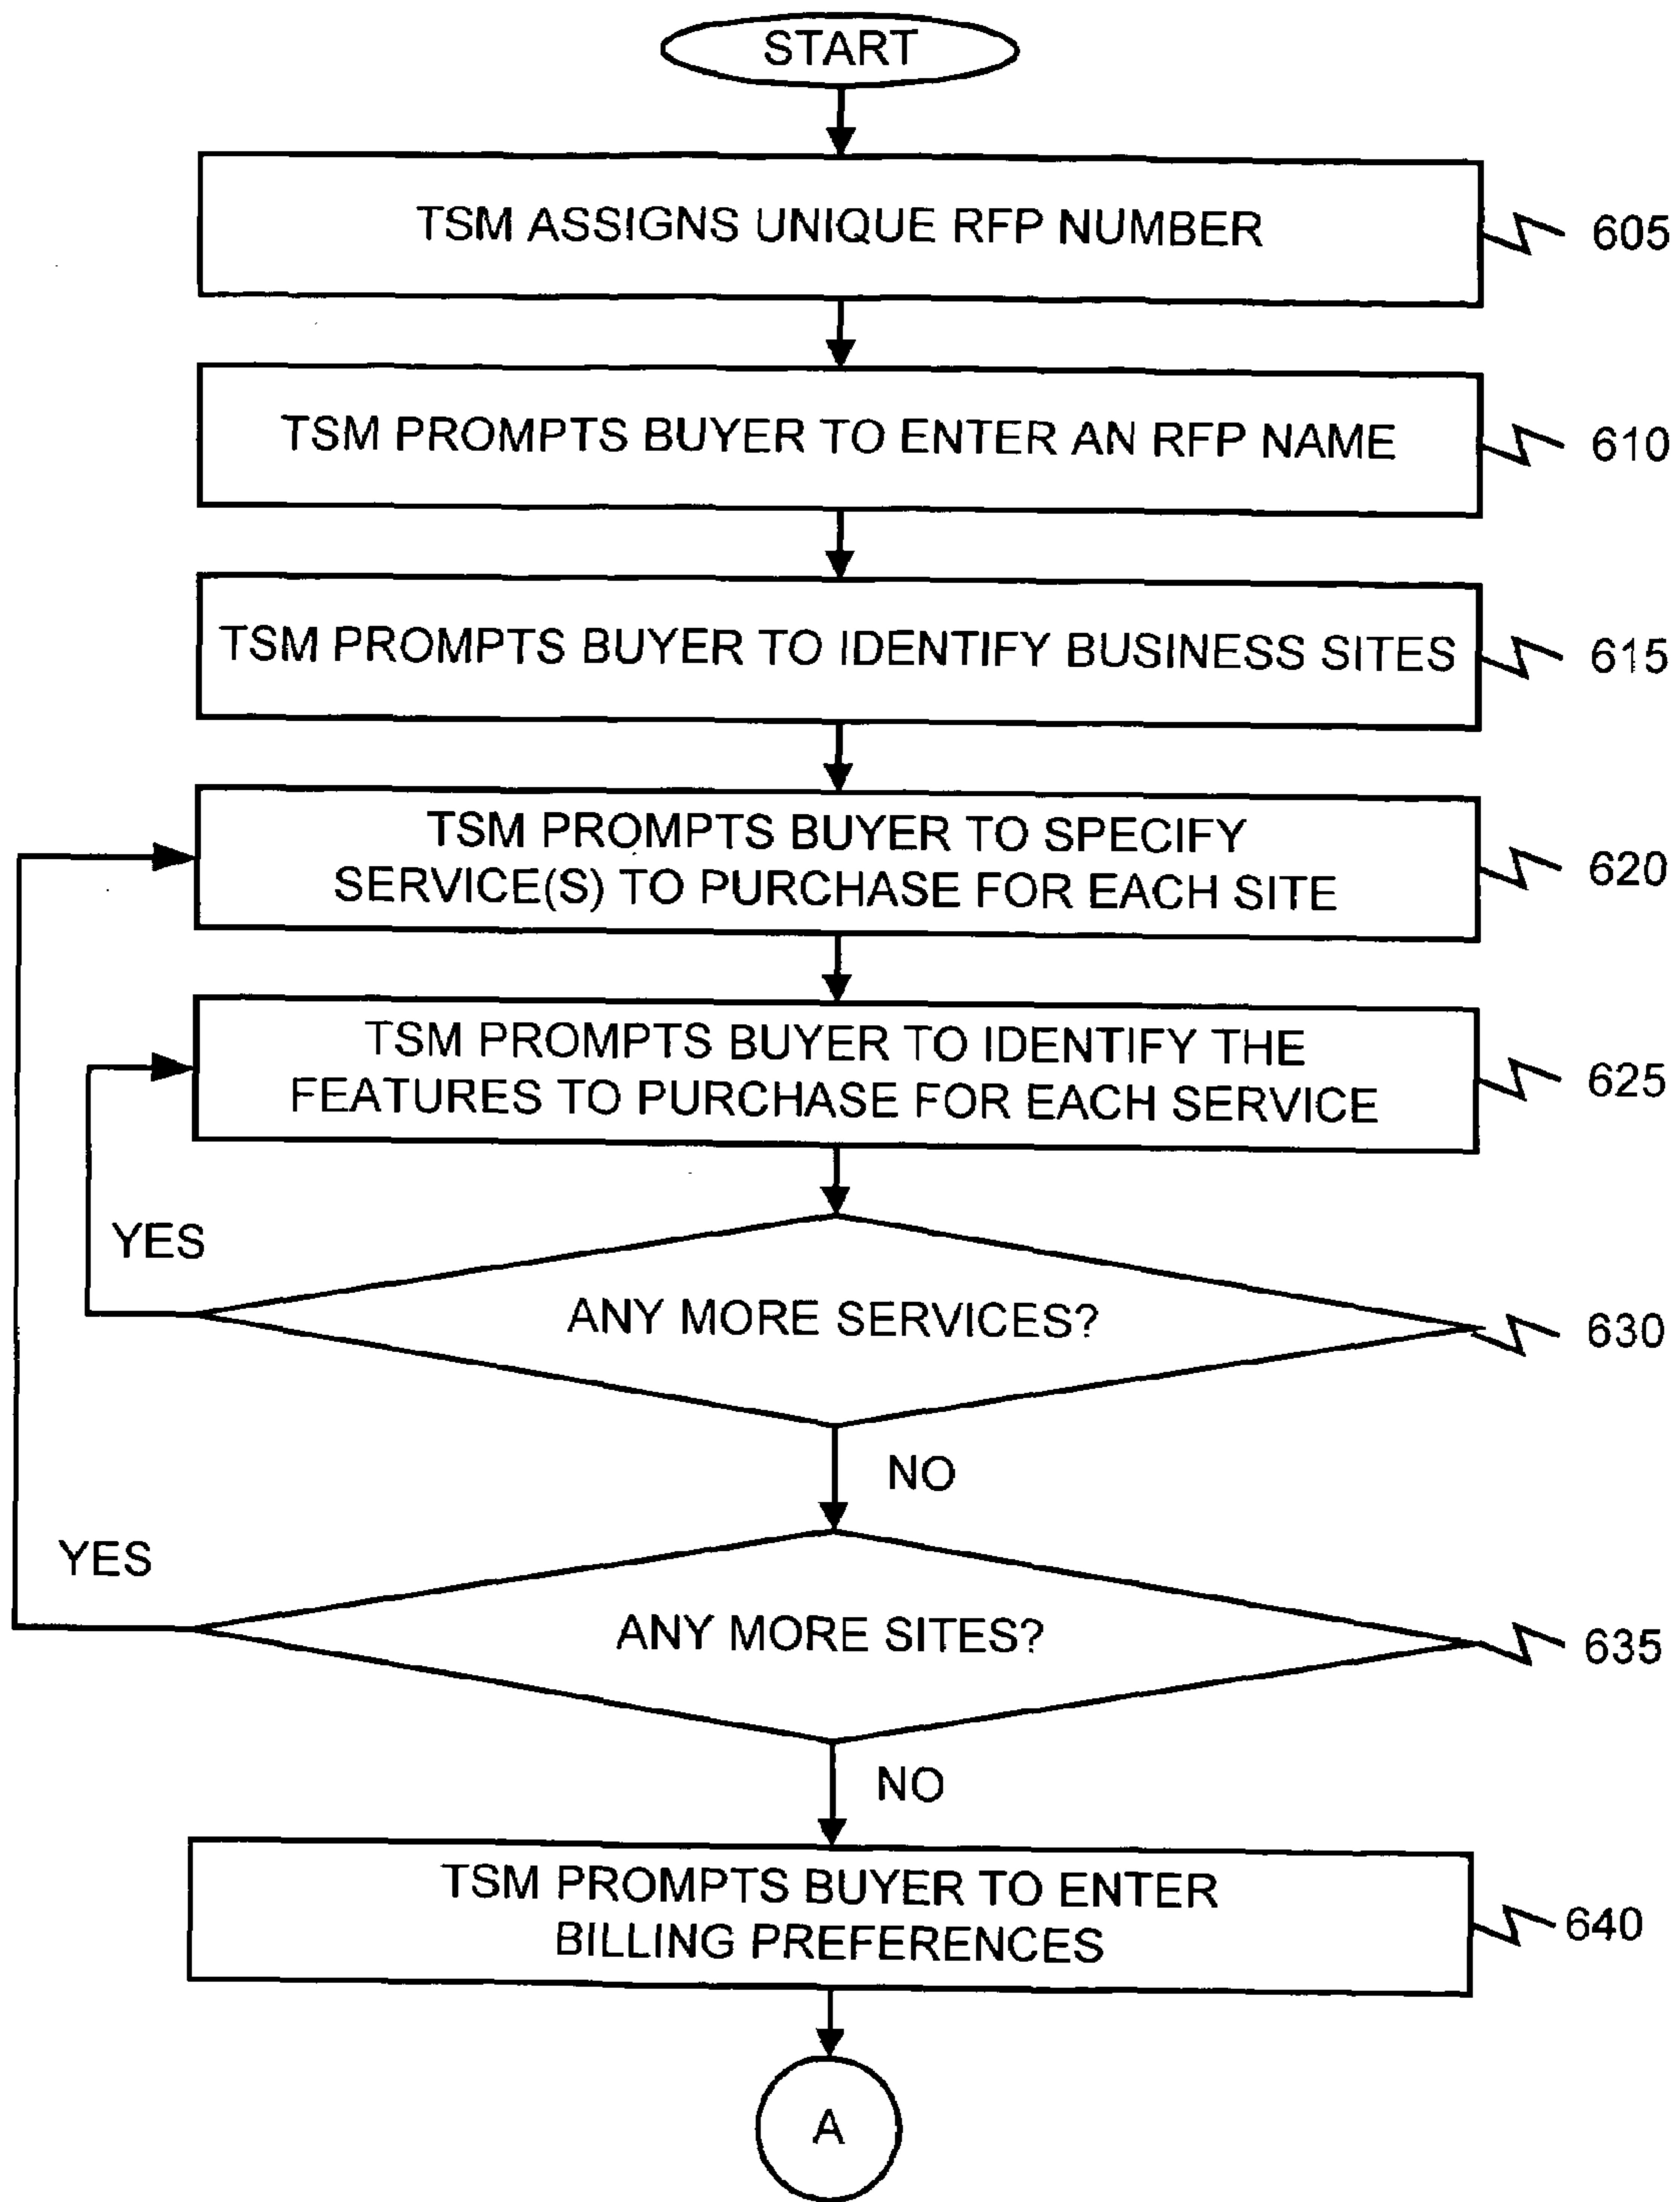 START
TSM ASSIGNS UNIQUE RFP NUMBER
605
TSM PROMPTS BUYER TO ENTER AN RFP NAME
610
TSM PROMPTS BUYER TO IDENTIFY BUSINESS SITES
615
TSM PROMPTS BUYER TO SPECIFY
SERVICE(S) TO PURCHASE FOR EACH SITE
620
TSM PROMPTS BUYER TO IDENTIFY THE
FEATURES TO PURCHASE FOR EACH SERVICE
625
YES
ANY MORE SERVICES?
630
NO
YES
ANY MORE SITES?
635
NO
TSM PROMPTS BUYER TO ENTER
BILLING PREFERENCES
640
A